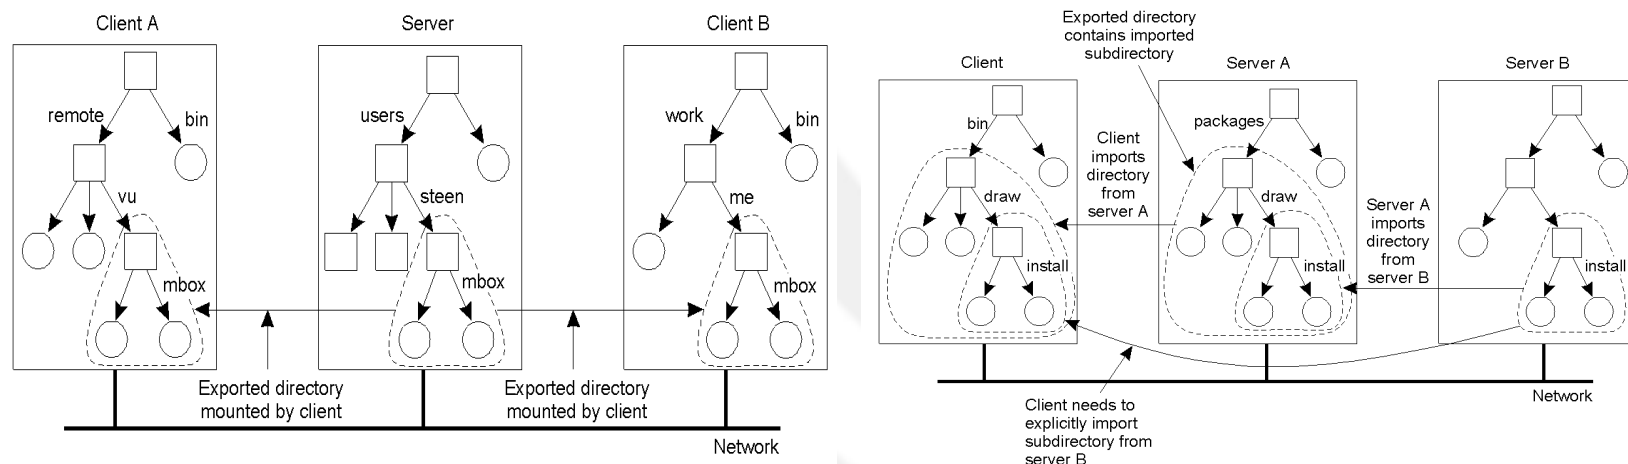 Client A
Server
Client B
remote
bin
users
work
bin
vu
steen
me
mbox
mbox
mbox
Exported directory
mounted by client
Exported directory
mounted by client
Network
Exported directory
contains imported
subdirectory
Client
Server A
Server B
bin
packages
Client
imports
directory
from
server A
draw
draw
Server A
imports
directory
from
server B
install
install
install
Client needs to
explicitly import
subdirectory from
server B
Network